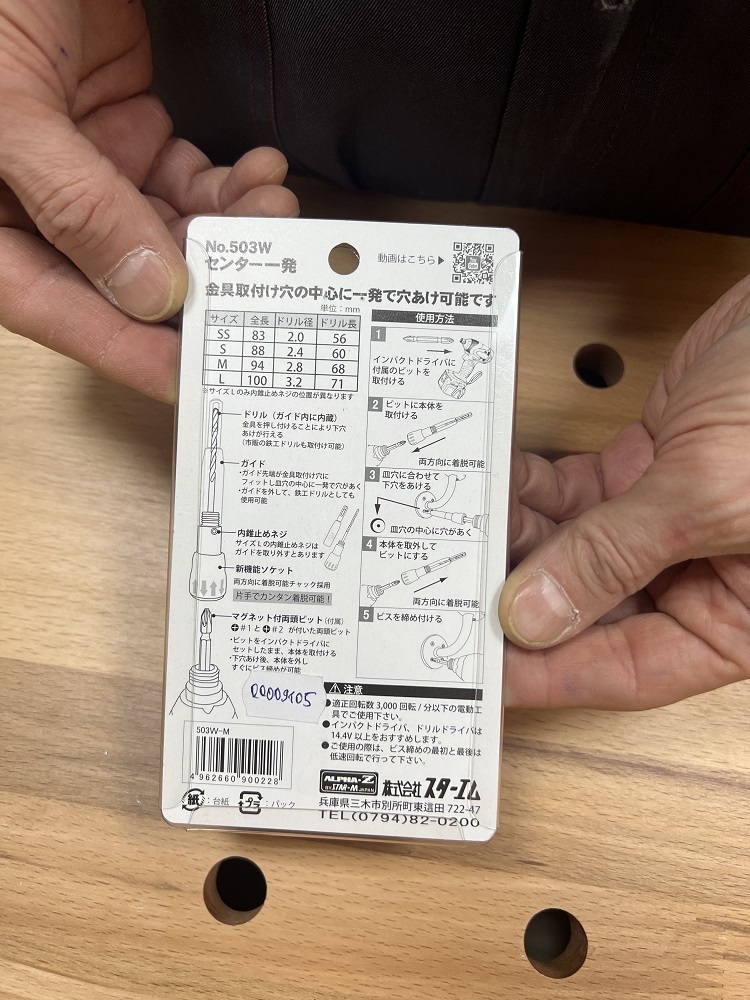 No.503W
センター一発
動画はこちら▶
金具取付け穴の中心に一発で穴あけ可能です
単位：mm
サイズ 全長 ドリル径 ドリル長
SS 83 2.0 56
S 88 2.4 60
M 94 2.8 68
L 100 3.2 71
※サイズLのみ内錐止めネジの位置が異なります
ドリル（ガイド内に内蔵）
金具を押し付けることにより下穴
あけが行える
（市販の鉄工ドリルも取付け可能）
ガイド
・ガイド先端が金具取付け穴に
フィットし皿穴の中心に一発で穴があく
・ガイドを外して、鉄工ドリルとしても
使用可能
内錐止めネジ
サイズLの内錐止めネジは
ガイドを取り外すとあります
新機能ソケット
両方向に着脱可能チャック採用
片手でカンタン着脱可能！
マグネット付両頭ビット（付属）
#1と #2 が付いた両頭ビット
・ビットをインパクトドライバに
セットしたまま、本体を取付ける
・下穴あけ後、本体を外し
すぐにビス締めが可能
R0009105
503W-M
4 962660 900228
紙 ：台紙 プラ ：パック
使用方法
1
インパクトドライバに
付属のビットを
取付ける
2 ビットに本体を
取付ける
両方向に着脱可能
3 皿穴に合わせて
下穴をあける
皿穴の中心に穴があく
4 本体を取外して
ビットにする
両方向に着脱可能
5 ビスを締め付ける
注意
●適正回転数 3,000 回転 / 分以下の電動工
具でご使用下さい。
●インパクトドライバ、ドリルドライバは
14.4V 以上をおすすめします。
●ご使用の際は、ビス締めの最初と最後は
低速回転で行って下さい。
ALPHA-Z
BY STAR-M JAPAN
株式会社 スターエム
兵庫県三木市別所町東這田 722-47
TEL(0794)82-0200